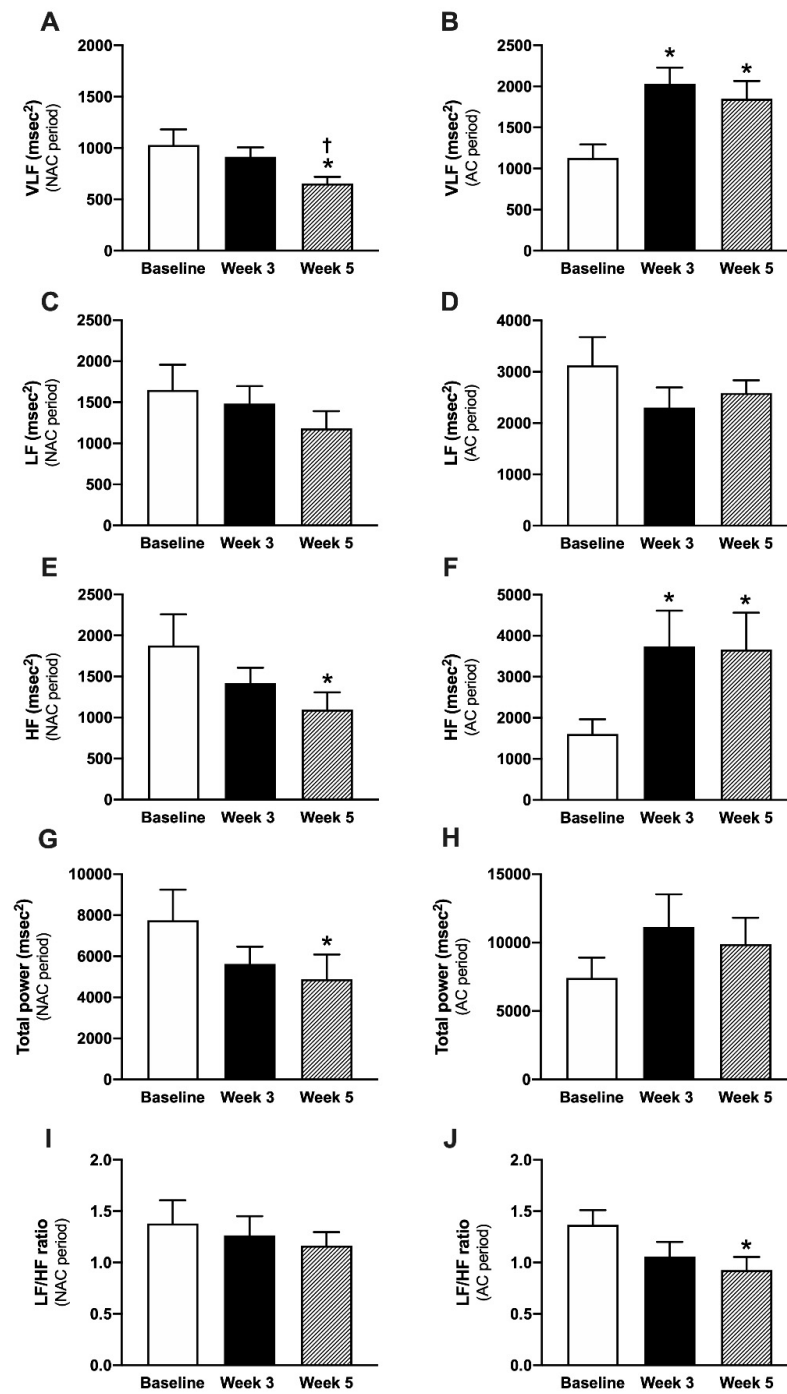 A
VLF (msec²)
(NAC period)
2000
1500
1000
500
0
†
*
Baseline Week 3 Week 5
B
VLF (msec²)
(AC period)
2500
2000
1500
1000
500
0
*
*
Baseline Week 3 Week 5
C
LF (msec²)
(NAC period)
2500
2000
1500
1000
500
0
Baseline Week 3 Week 5
D
LF (msec²)
(AC period)
4000
3000
2000
1000
0
Baseline Week 3 Week 5
E
HF (msec²)
(NAC period)
2500
2000
1500
1000
500
0
*
Baseline Week 3 Week 5
F
HF (msec²)
(AC period)
5000
4000
3000
2000
1000
0
*
*
Baseline Week 3 Week 5
G
Total power (msec²)
(NAC period)
10000
8000
6000
4000
2000
0
*
Baseline Week 3 Week 5
H
Total power (msec²)
(AC period)
15000
10000
5000
0
Baseline Week 3 Week 5
I
LF/HF ratio
(NAC period)
2.0
1.5
1.0
0.5
0.0
Baseline Week 3 Week 5
J
LF/HF ratio
(AC period)
2.0
1.5
1.0
0.5
0.0
*
Baseline Week 3 Week 5